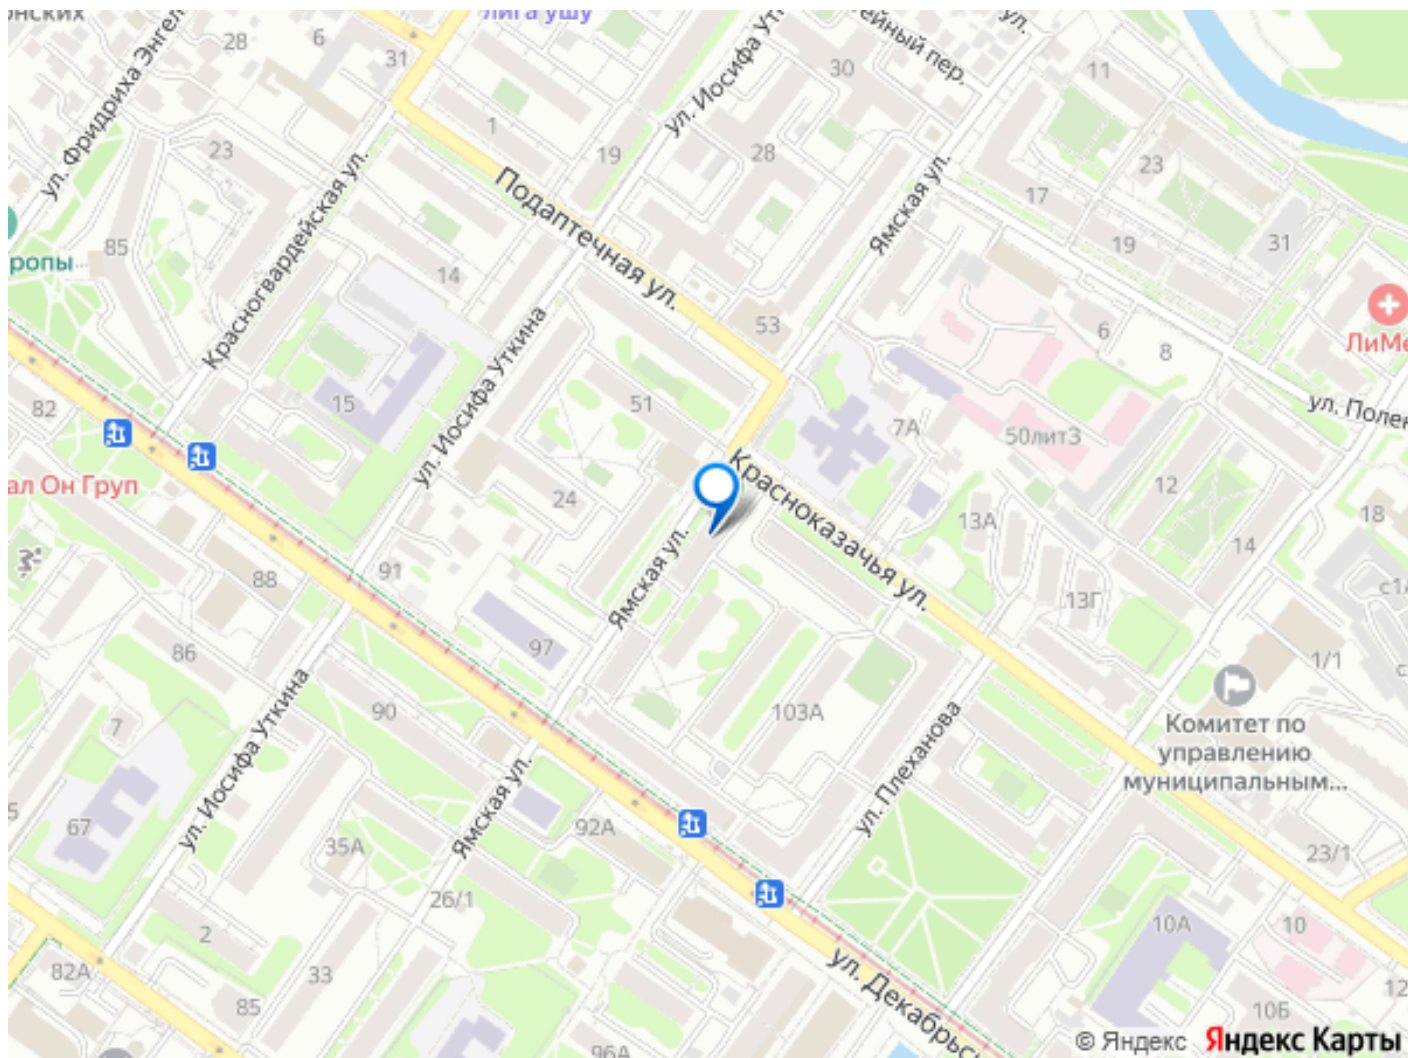 лига ушу
28
6
31
ул. Иосифа Ут
30
ейный пер.
ул.
11
ул. Фридриха Энгел
23
1
19
28
17
23
Красногвардейская ул.
Подаптечная ул.
Ямская ул.
85
ропы
14
19
31
53
6
8
ЛиМе
ул. Иосифа Уткина
82
15
51
7А
50лит3
ул. Полен
ал Он Груп
24
Красноказачья ул.
13А
12
18
14
с1А
88
91
Ямская ул.
13Г
86
97
1/1
с
7
90
103А
Комитет по
управлению
муниципальным...
ул. Иосифа Уткина
ул. Плеханова
5
67
35А
Ямская ул.
92А
23/1
26/1
2
10А
10
82А
33
85
ул. Декабрьс
12
10Б
96А
© Яндекс Яндекс Карты